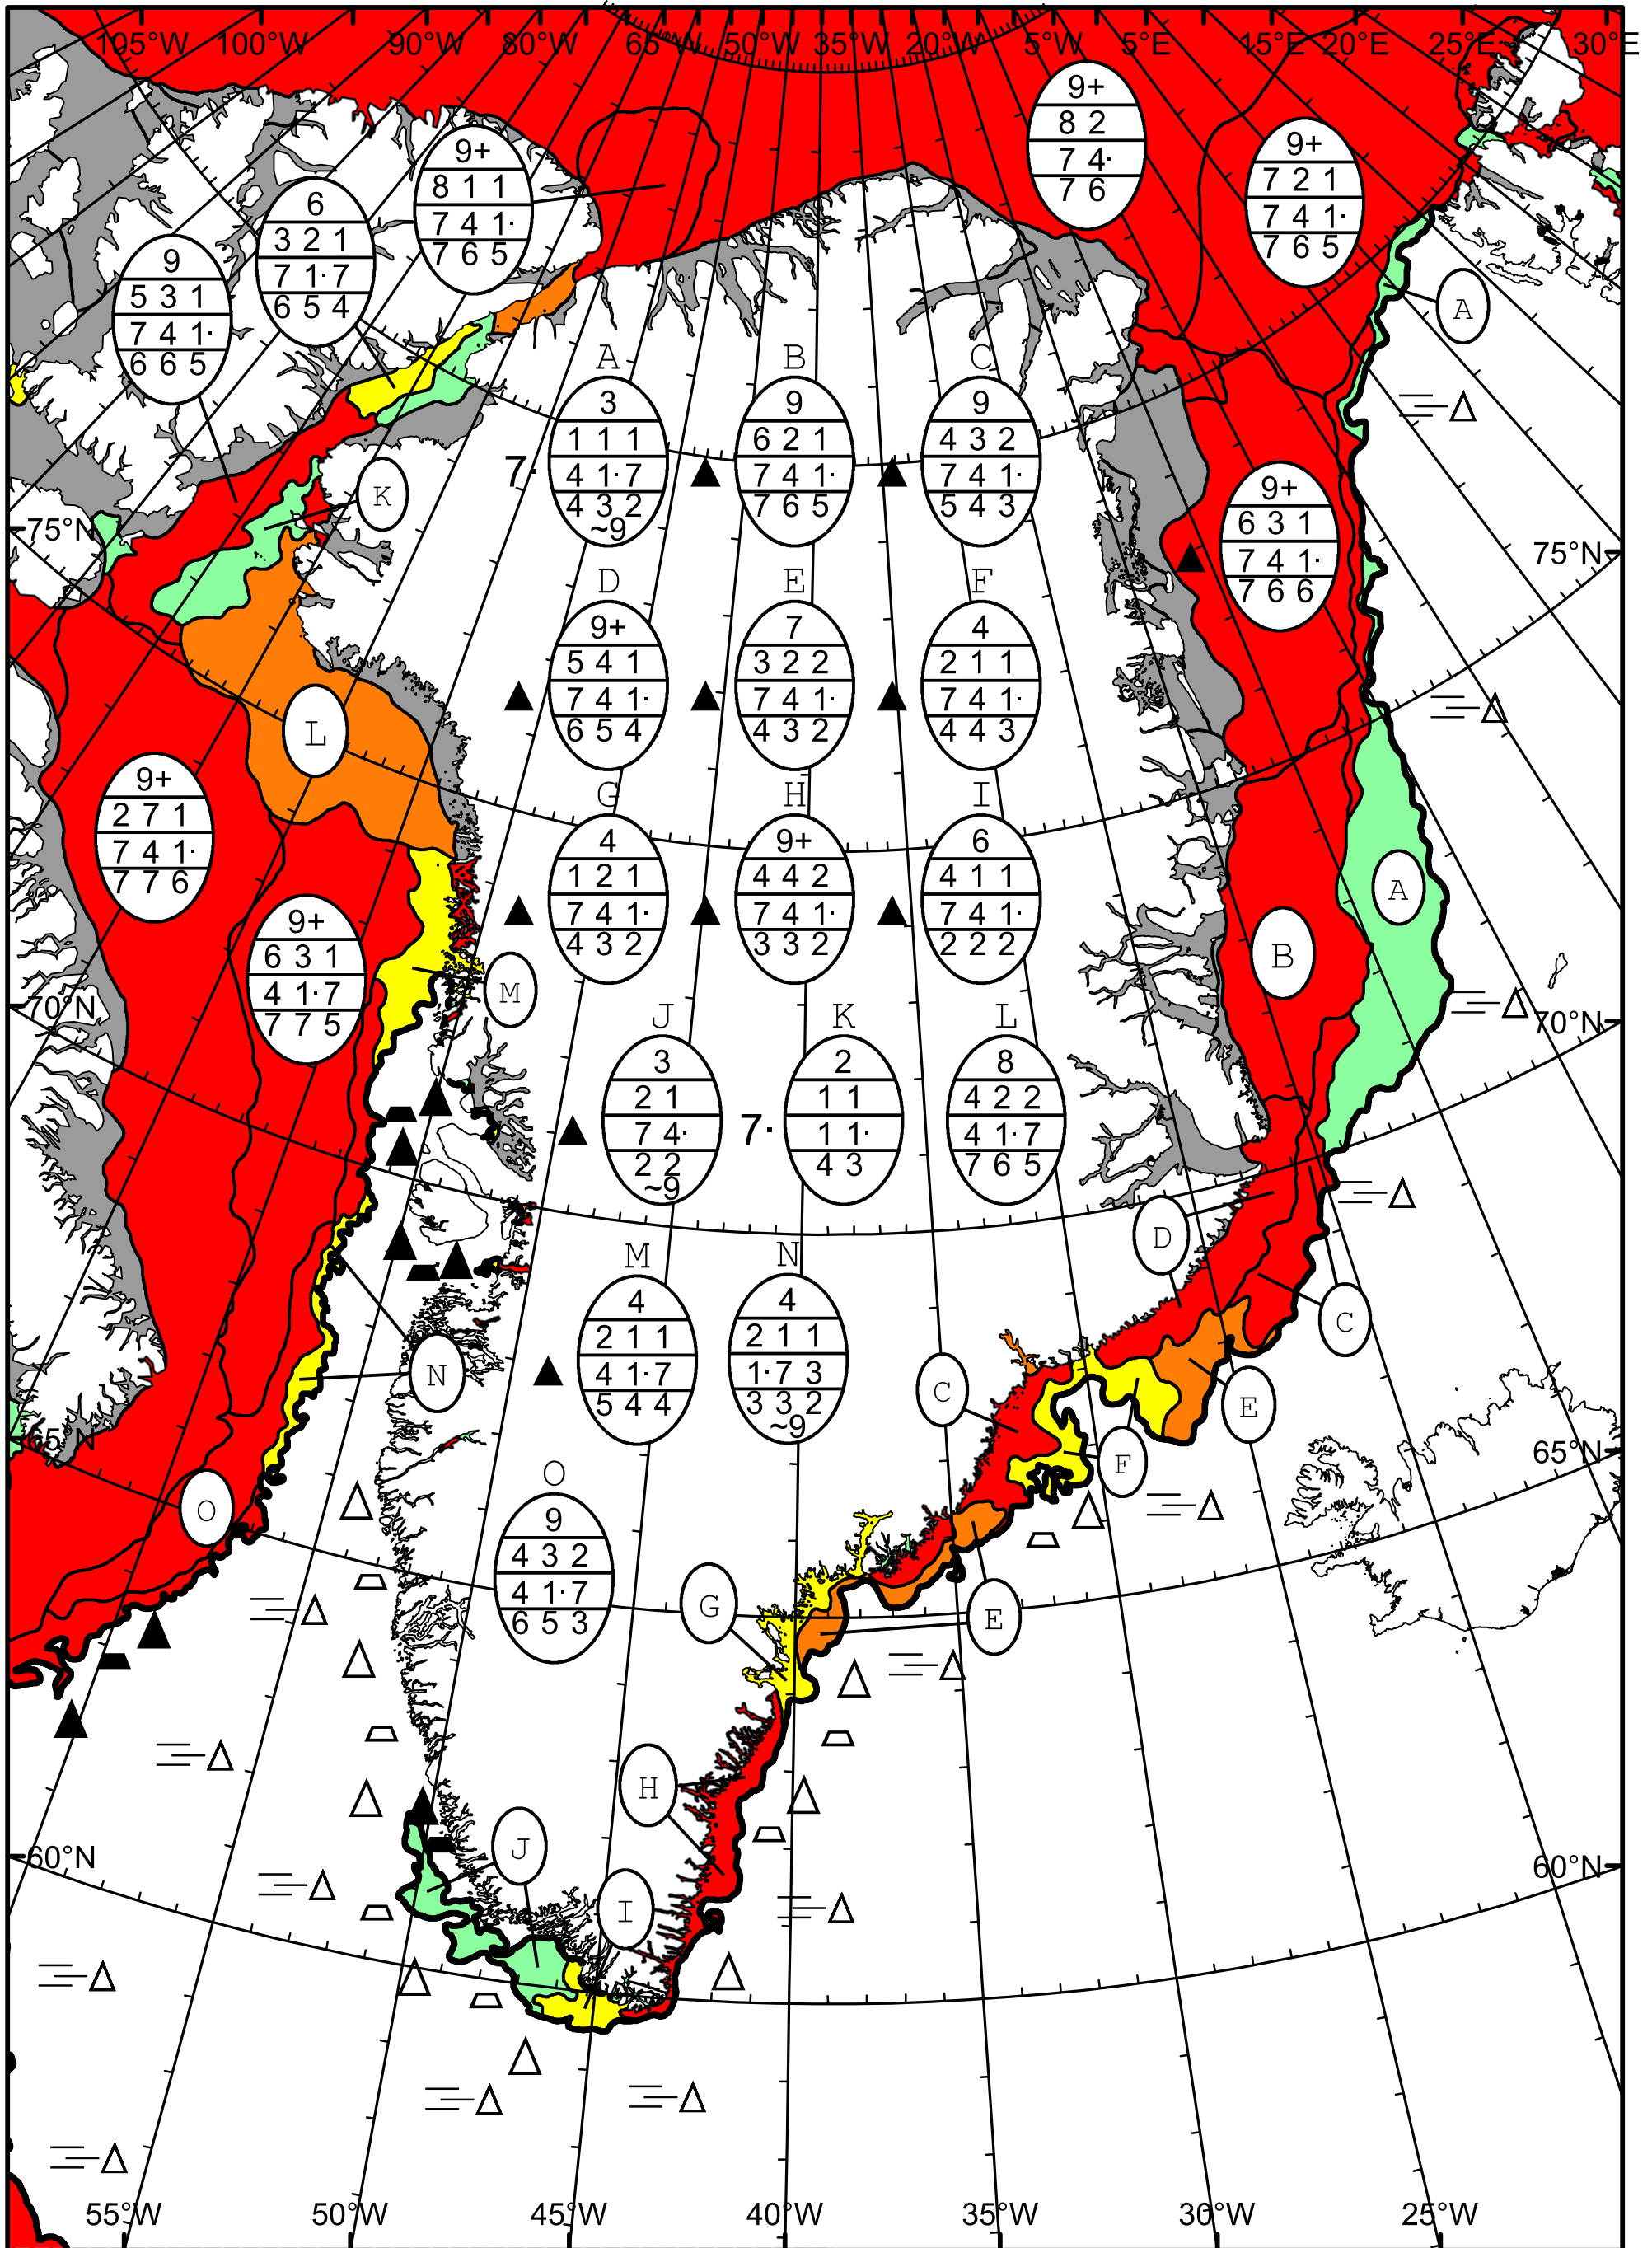 105°W 100°W 90°W 80°W 65°W 50°W 35°W 20°W 5°W 5°E 15°E 20°E 25°E 30°E
9+
8 2
7 4·
7 6
9+
7 2 1
7 4 1·
7 6 5
9+
8 1 1
7 4 1·
7 6 5
6
3 2 1
7 1·7
6 5 4
9
5 3 1
7 4 1·
6 6 5
A
K
A B C
3
1 1 1
7· 4 1·7
4 3 2
~9
9
6 2 1
7 4 1·
7 6 5
9
4 3 2
7 4 1·
5 4 3
9+
6 3 1
7 4 1·
7 6 6
75°N 75°N
D E F
9+
5 4 1
7 4 1·
6 5 4
7
3 2 2
7 4 1·
4 3 2
4
2 1 1
7 4 1·
4 4 3
L
9+
2 7 1
7 4 1·
7 7 6
G H I
4
1 2 1
7 4 1·
4 3 2
9+
4 4 2
7 4 1·
3 3 2
6
4 1 1
7 4 1·
2 2 2
A
B
9+
6 3 1
4 1·7
7 7 5
M
70°N 70°N
J K L
3
2 1
7 4·
2 2
~9
2
1 1
7· 1 1·
4 3
8
4 2 2
4 1·7
7 6 5
D
M N
4
2 1 1
4 1·7
5 4 4
4
2 1 1
1·7 3
3 3 2
~9
C
N
C
E
65°N 65°N
F
O
O
9
4 3 2
4 1·7
6 5 3
G
E
H
J
60°N 60°N
I
55°W 50°W 45°W 40°W 35°W 30°W 25°W